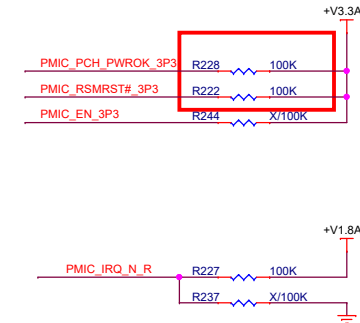 +V3.3A
PMIC_PCH_PWROK_3P3 R228 100K
PMIC_RSMRST#_3P3 R222 100K
PMIC_EN_3P3 R244 X/100K
+V1.8A
PMIC_IRQ_N_R R227 100K
R237 X/100K